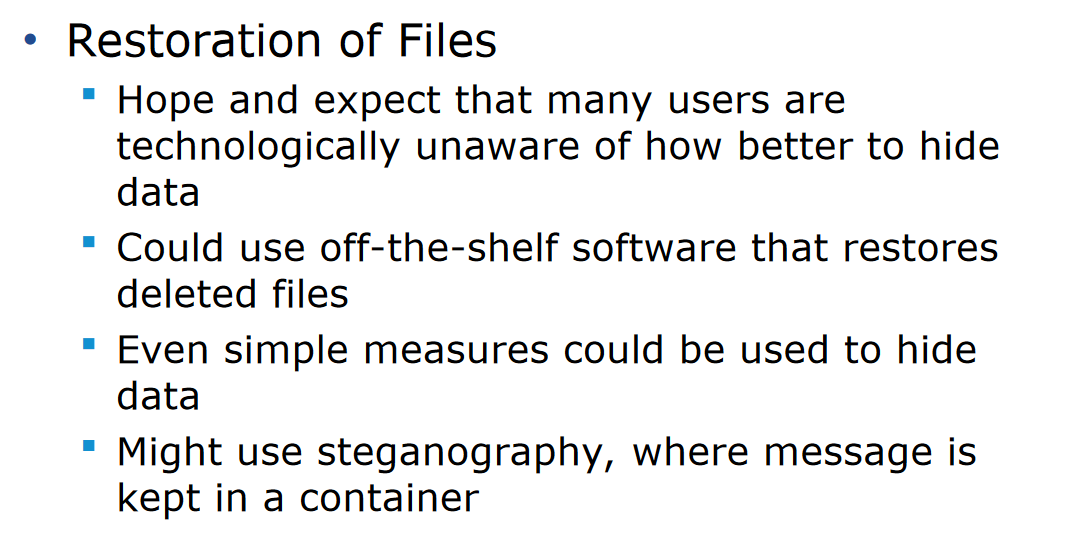 • Restoration of Files
▪ Hope and expect that many users are
technologically unaware of how better to hide
data
▪ Could use off-the-shelf software that restores
deleted files
▪ Even simple measures could be used to hide
data
▪ Might use steganography, where message is
kept in a container